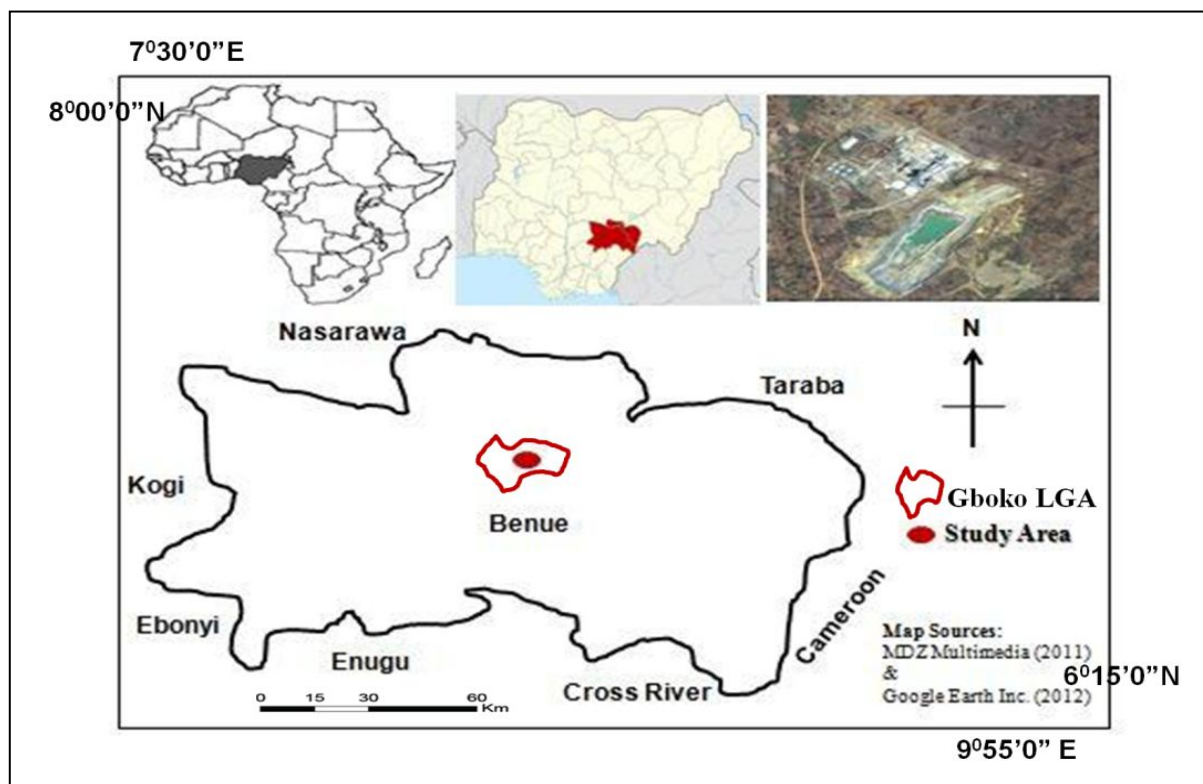 7⁰30’0”E
8⁰00’0”N
Nasarawa
N
Taraba
Kogi
Gboko LGA
Benue
Study Area
Ebonyi
Cameroon
Enugu
Map Sources:
MDZ Multimedia (2011)
&
Google Earth Inc. (2012)
6⁰15’0”N
Cross River
0 15 30 60
Km
9⁰55’0” E